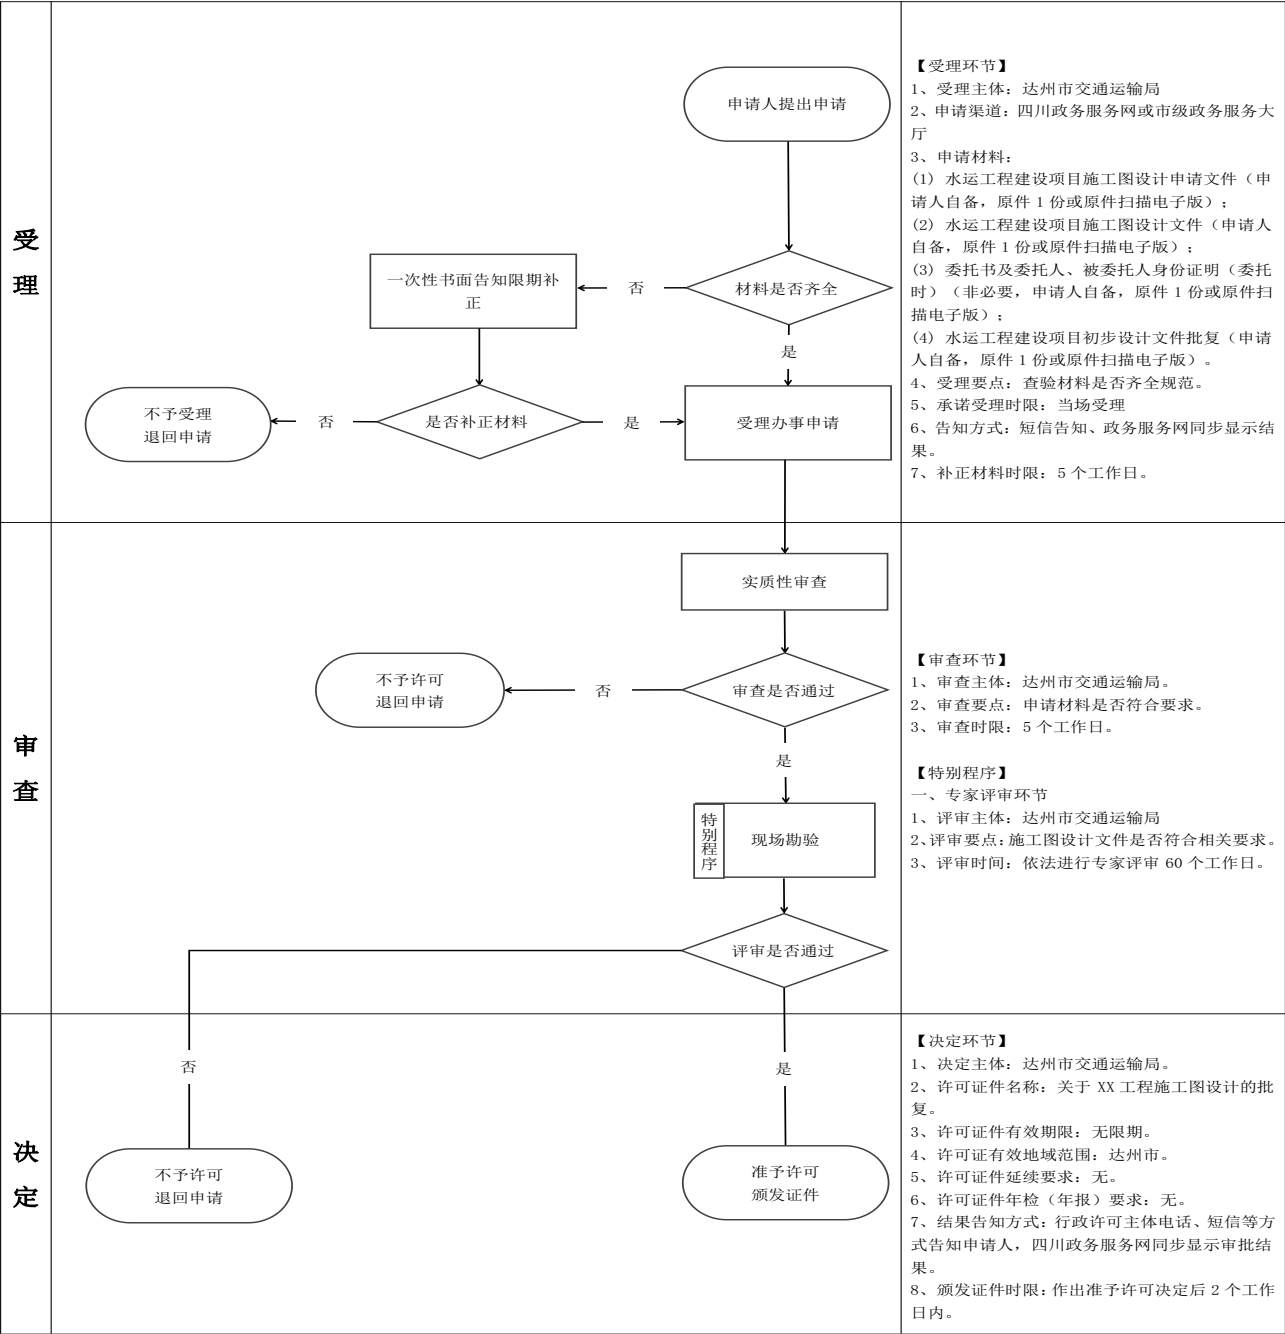 受
理
申请人提出申请
材料是否齐全
否
一次性书面告知限期补
正
是
不予受理
退回申请
否
是否补正材料
是
受理办事申请
【受理环节】
1、受理主体：达州市交通运输局
2、申请渠道：四川政务服务网或市级政务服务大
厅
3、申请材料：
(1) 水运工程建设项目施工图设计申请文件（申
请人自备，原件 1 份或原件扫描电子版）；
(2) 水运工程建设项目施工图设计文件（申请人
自备，原件 1 份或原件扫描电子版）；
(3) 委托书及委托人、被委托人身份证明（委托
时）（非必要，申请人自备，原件 1 份或原件扫
描电子版）；
(4) 水运工程建设项目初步设计文件批复（申请
人自备，原件 1 份或原件扫描电子版）。
4、受理要点：查验材料是否齐全规范。
5、承诺受理时限：当场受理
6、告知方式：短信告知、政务服务网同步显示结
果。
7、补正材料时限：5 个工作日。
审
查
实质性审查
不予许可
退回申请
否
审查是否通过
是
特
别
程
序
现场勘验
评审是否通过
【审查环节】
1、审查主体：达州市交通运输局。
2、审查要点：申请材料是否符合要求。
3、审查时限：5 个工作日。
【特别程序】
一、专家评审环节
1、评审主体：达州市交通运输局
2、评审要点：施工图设计文件是否符合相关要求。
3、评审时间：依法进行专家评审 60 个工作日。
决
定
否
是
不予许可
退回申请
准予许可
颁发证件
【决定环节】
1、决定主体：达州市交通运输局。
2、许可证件名称：关于 XX 工程施工图设计的批
复。
3、许可证件有效期限：无限期。
4、许可证有效地域范围：达州市。
5、许可证件延续要求：无。
6、许可证件年检（年报）要求：无。
7、结果告知方式：行政许可主体电话、短信等方
式告知申请人，四川政务服务网同步显示审批结
果。
8、颁发证件时限：作出准予许可决定后 2 个工作
日内。